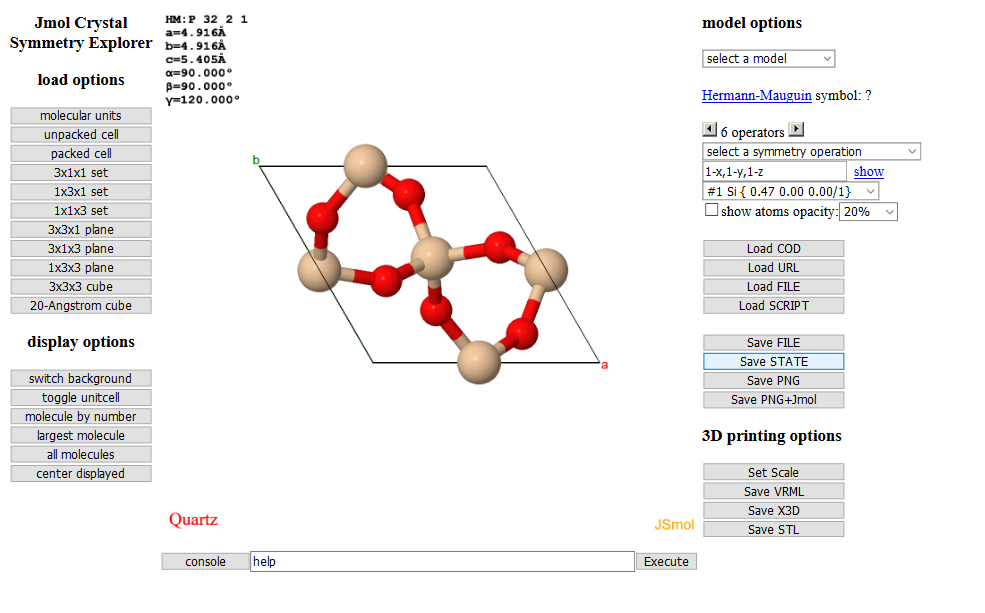 Jmol Crystal
Symmetry Explorer
load options
molecular units
unpacked cell
packed cell
3x1x1 set
1x3x1 set
1x1x3 set
3x3x1 plane
3x1x3 plane
1x3x3 plane
3x3x3 cube
20-Angstrom cube
display options
switch background
toggle unitcell
molecule by number
largest molecule
all molecules
center displayed
HM:P 32 2 1
a=4.916Å
b=4.916Å
c=5.405Å
α=90.000°
β=90.000°
γ=120.000°
b
a
Quartz
JSmol
console
help
Execute
model options
select a model
Hermann-Mauguin symbol: ?
6 operators
select a symmetry operation
1-x,1-y,1-z show
#1 Si { 0.47 0.00 0.00/1}
show atoms opacity: 20%
Load COD
Load URL
Load FILE
Load SCRIPT
Save FILE
Save STATE
Save PNG
Save PNG+Jmol
3D printing options
Set Scale
Save VRML
Save X3D
Save STL